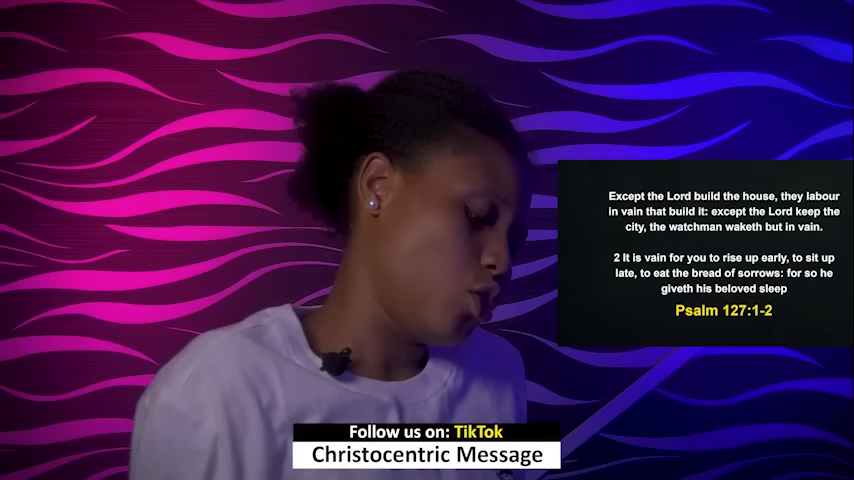 Except the Lord build the house, they labour
in vain that build it: except the Lord keep the
city, the watchman waketh but in vain.
2 It is vain for you to rise up early, to sit up
late, to eat the bread of sorrows: for so he
giveth his beloved sleep
Psalm 127:1-2
Follow us on: TikTok
Christocentric Message